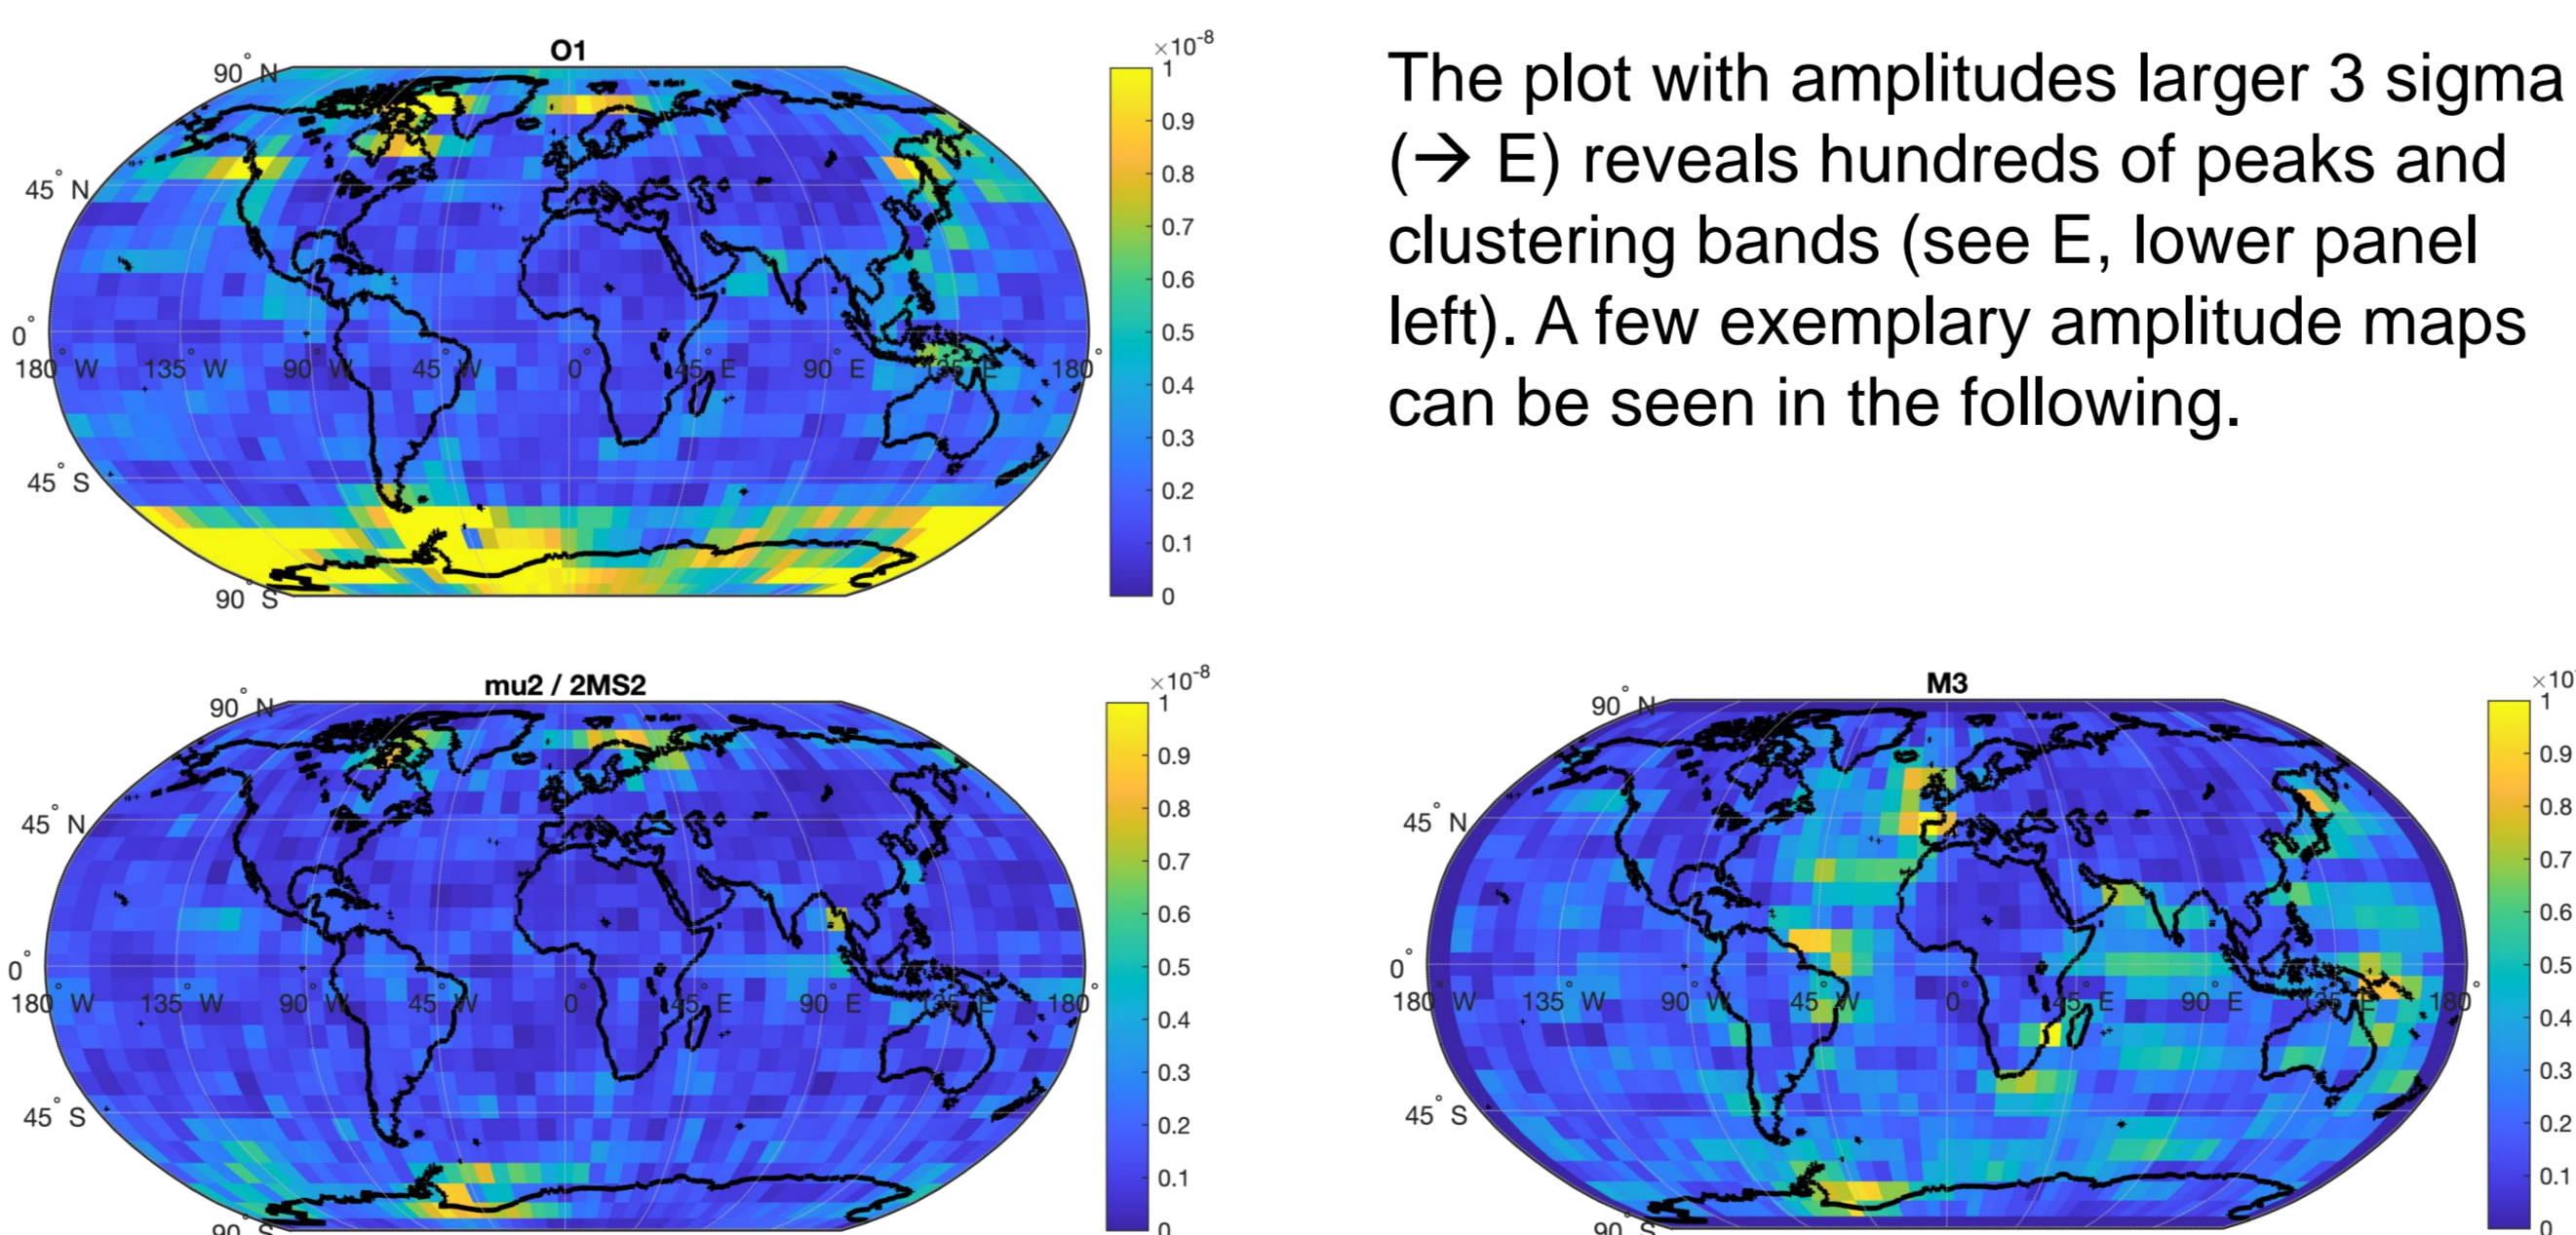 O1
×10-8
90° N
45° N
0°
180° W 135° W 90° W 45° W 0° 45° E 90° E 135° E 180°
45° S
90° S
1
0.9
0.8
0.7
0.6
0.5
0.4
0.3
0.2
0.1
0
The plot with amplitudes larger 3 sigma
(→ E) reveals hundreds of peaks and
clustering bands (see E, lower panel
left). A few exemplary amplitude maps
can be seen in the following.
mu2 / 2MS2
×10-8
90° N
45° N
0°
180° W 135° W 90° W 45° W 0° 45° E 90° E 135° E 180°
45° S
90° S
1
0.9
0.8
0.7
0.6
0.5
0.4
0.3
0.2
0.1
0
M3
×10
90° N
45° N
0°
180° W 135° W 90° W 45° W 0° 45° E 90° E 135° E 180°
45° S
90° S
1
0.9
0.8
0.7
0.6
0.5
0.4
0.3
0.2
0.1
0